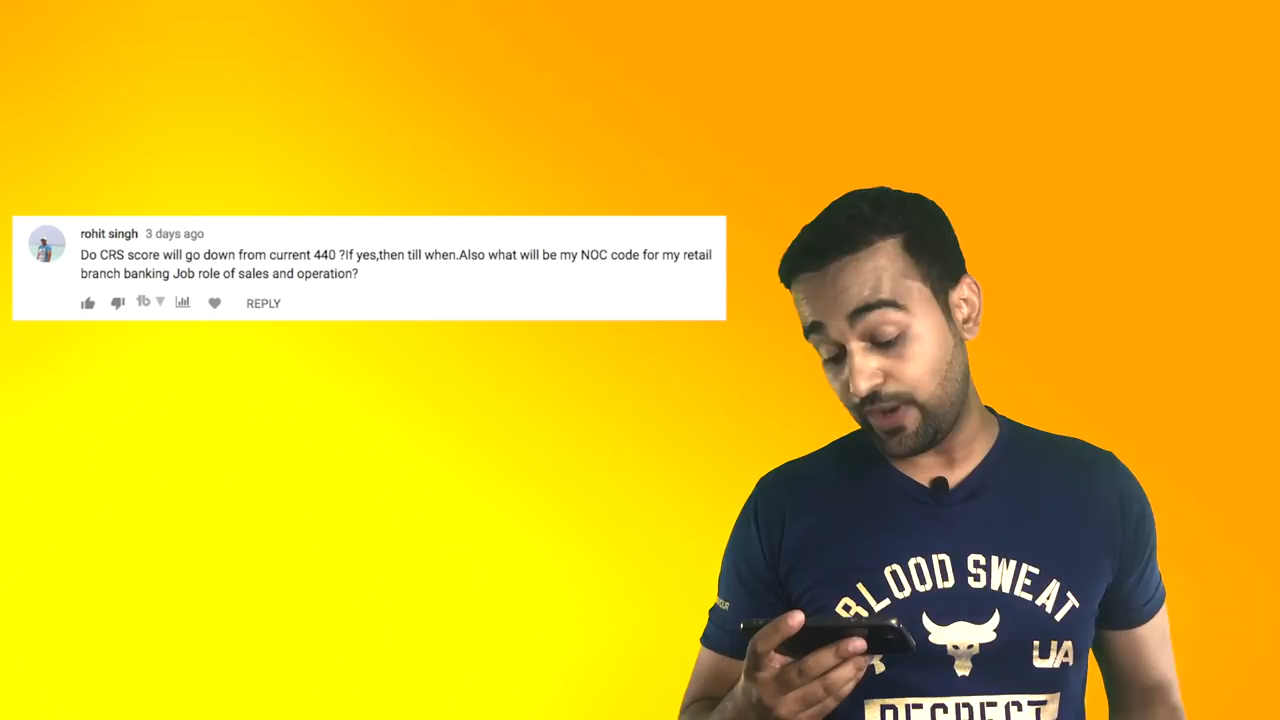 rohit singh 3 days ago
Do CRS score will go down from current 440 ?If yes,then till when.Also what will be my NOC code for my retail
branch banking Job role of sales and operation?
REPLY
BLOOD SWEAT
UA
RESPECT